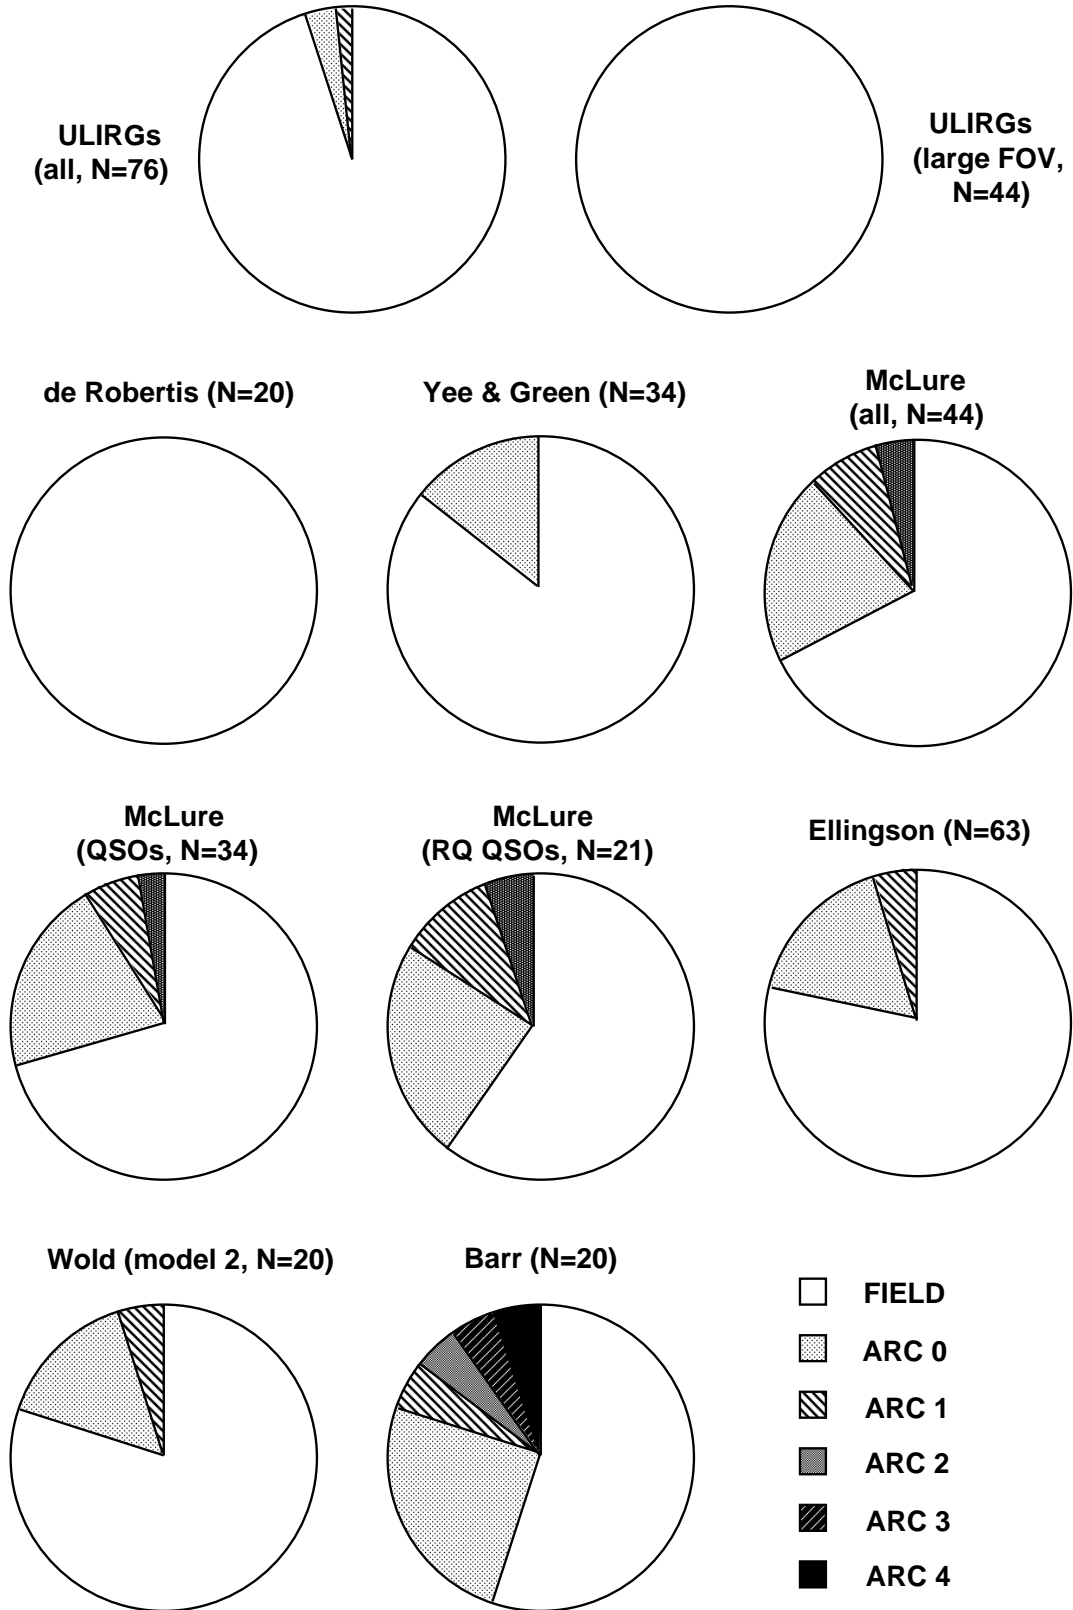 ULIRGs
(all, N=76)
ULIRGs
(large FOV,
N=44)
de Robertis (N=20)
Yee & Green (N=34)
McLure
(all, N=44)
McLure
(QSOs, N=34)
McLure
(RQ QSOs, N=21)
Ellingson (N=63)
Wold (model 2, N=20)
Barr (N=20)
FIELD
ARC 0
ARC 1
ARC 2
ARC 3
ARC 4